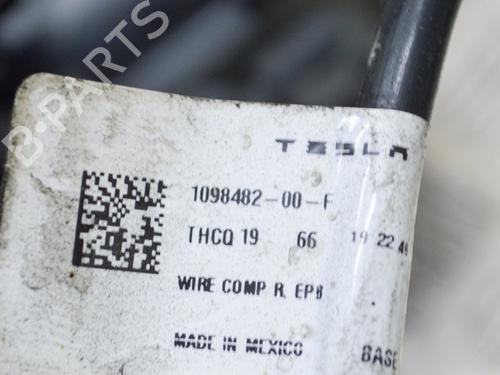 B-PARTS
TESLA
1098482-00-F
THCQ 19 66 19 22 49
WIRE COMP R, EPB
MADE IN MEXICO BASE